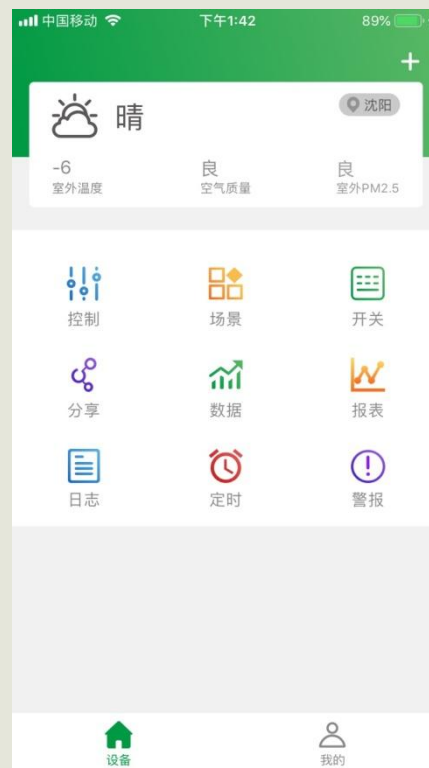 中国移动 下午1:42 89%
晴 沈阳
-6 良 良
室外温度 空气质量 室外PM2.5
控制 场景 开关
分享 数据 报表
日志 定时 警报
设备 我的